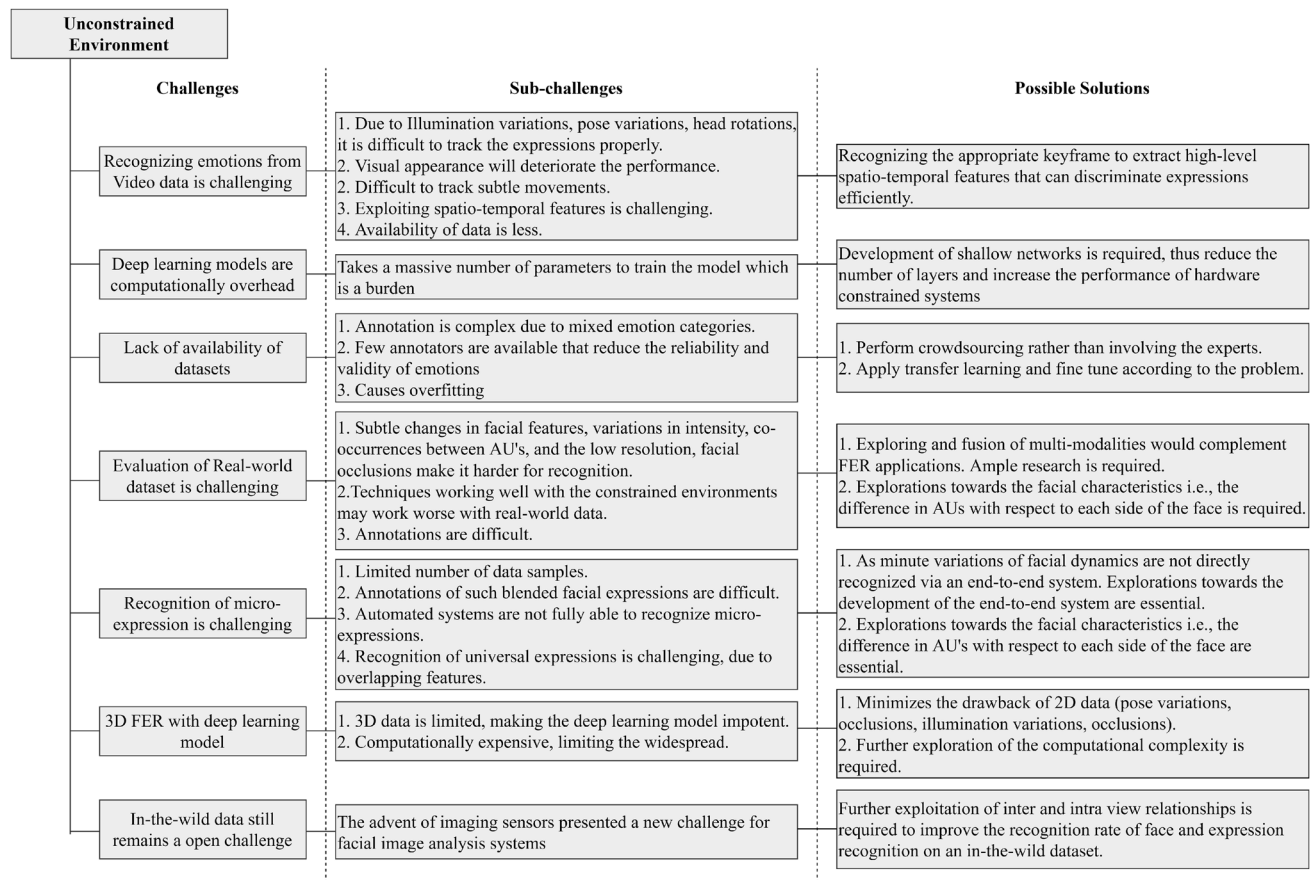 Unconstrained
Environment
Challenges
Sub-challenges
Possible Solutions
Recognizing emotions from
Video data is challenging
1. Due to Illumination variations, pose variations, head rotations,
it is difficult to track the expressions properly.
2. Visual appearance will deteriorate the performance.
2. Difficult to track subtle movements.
3. Exploiting spatio-temporal features is challenging.
4. Availability of data is less.
Recognizing the appropriate keyframe to extract high-level
spatio-temporal features that can discriminate expressions
efficiently.
Deep learning models are
computationally overhead
Takes a massive number of parameters to train the model which
is a burden
Development of shallow networks is required, thus reduce the
number of layers and increase the performance of hardware
constrained systems
Lack of availability of
datasets
1. Annotation is complex due to mixed emotion categories.
2. Few annotators are available that reduce the reliability and
validity of emotions
3. Causes overfitting
1. Perform crowdsourcing rather than involving the experts.
2. Apply transfer learning and fine tune according to the problem.
Evaluation of Real-world
dataset is challenging
1. Subtle changes in facial features, variations in intensity, co-
occurrences between AU's, and the low resolution, facial
occlusions make it harder for recognition.
2.Techniques working well with the constrained environments
may work worse with real-world data.
3. Annotations are difficult.
1. Exploring and fusion of multi-modalities would complement
FER applications. Ample research is required.
2. Explorations towards the facial characteristics i.e., the
difference in AUs with respect to each side of the face is required.
Recognition of micro-
expression is challenging
1. Limited number of data samples.
2. Annotations of such blended facial expressions are difficult.
3. Automated systems are not fully able to recognize micro-
expressions.
4. Recognition of universal expressions is challenging, due to
overlapping features.
1. As minute variations of facial dynamics are not directly
recognized via an end-to-end system. Explorations towards the
development of the end-to-end system are essential.
2. Explorations towards the facial characteristics i.e., the
difference in AU's with respect to each side of the face are
essential.
3D FER with deep learning
model
1. 3D data is limited, making the deep learning model impotent.
2. Computationally expensive, limiting the widespread.
1. Minimizes the drawback of 2D data (pose variations,
occlusions, illumination variations, occlusions).
2. Further exploration of the computational complexity is
required.
In-the-wild data still
remains a open challenge
The advent of imaging sensors presented a new challenge for
facial image analysis systems
Further exploitation of inter and intra view relationships is
required to improve the recognition rate of face and expression
recognition on an in-the-wild dataset.